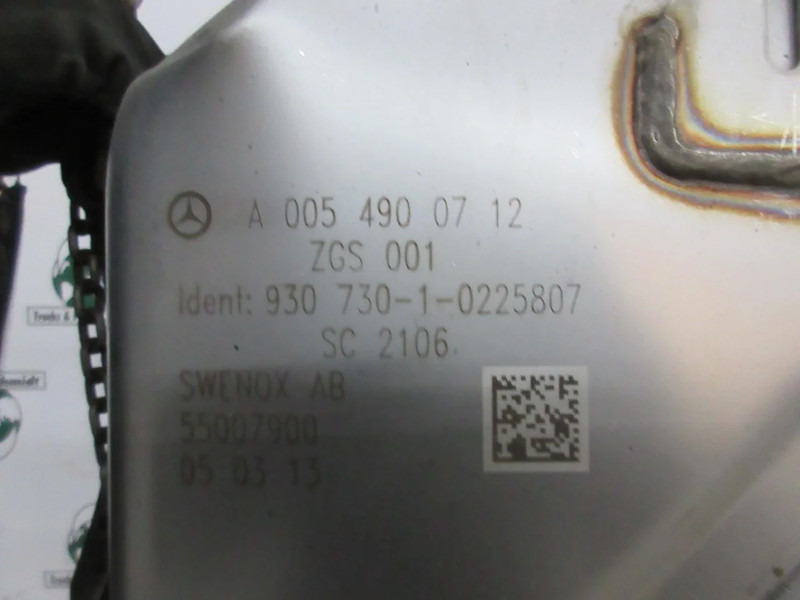 A 005 490 07 12
ZGS 001
Ident: 930 730-1-0225807
SC 2106
SWENOX AB
55007900
05 03 13
Trucks &